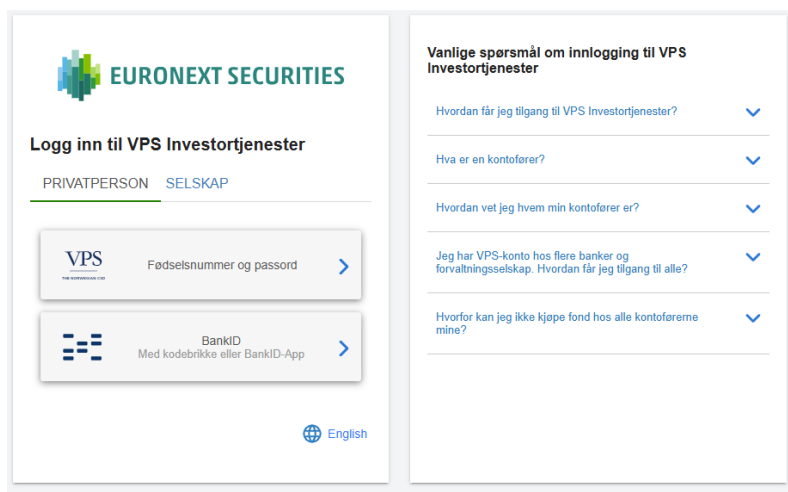 EURONEXT SECURITIES
Logg inn til VPS Investortjenester
PRIVATPERSON SELSKAP
VPS
THE NORWEGIAN CSD
Fødselsnummer og passord
BankID
Med kodebrikke eller BankID-App
English
Vanlige spørsmål om innlogging til VPS
Investortjenester
Hvordan får jeg tilgang til VPS Investortjenester?
Hva er en kontofører?
Hvordan vet jeg hvem min kontofører er?
Jeg har VPS-konto hos flere banker og
forvaltningsselskap. Hvordan får jeg tilgang til alle?
Hvorfor kan jeg ikke kjøpe fond hos alle kontoførerne
mine?